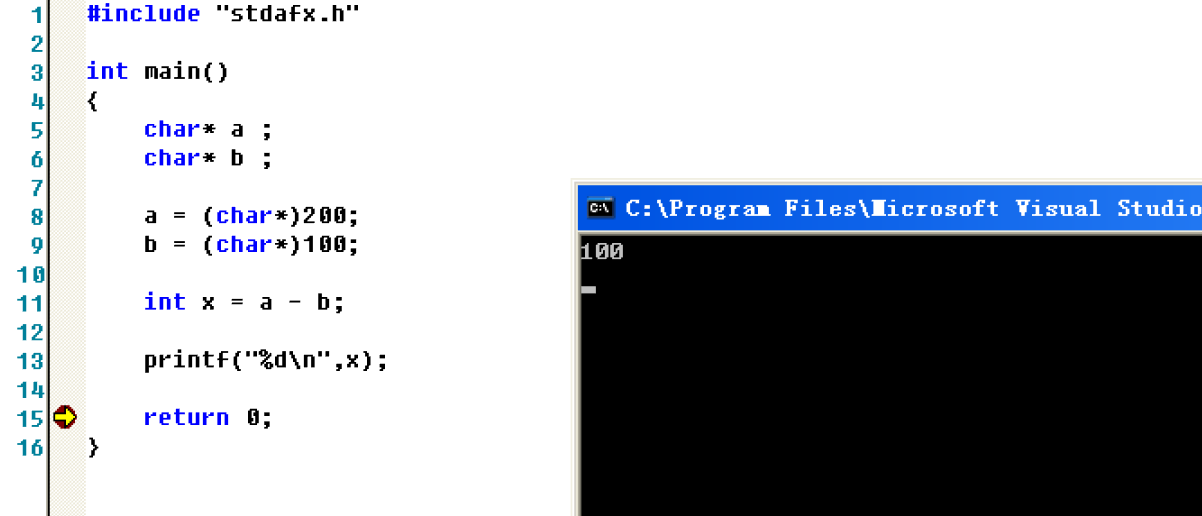 1 #include "stdafx.h"
2
3 int main()
4 {
5 char* a ;
6 char* b ;
7
8 a = (char*)200;
9 b = (char*)100;
10
11 int x = a - b;
12
13 printf("%d\n",x);
14
15 return 0;
16 }
C:\Program Files\Microsoft Visual Studio
100